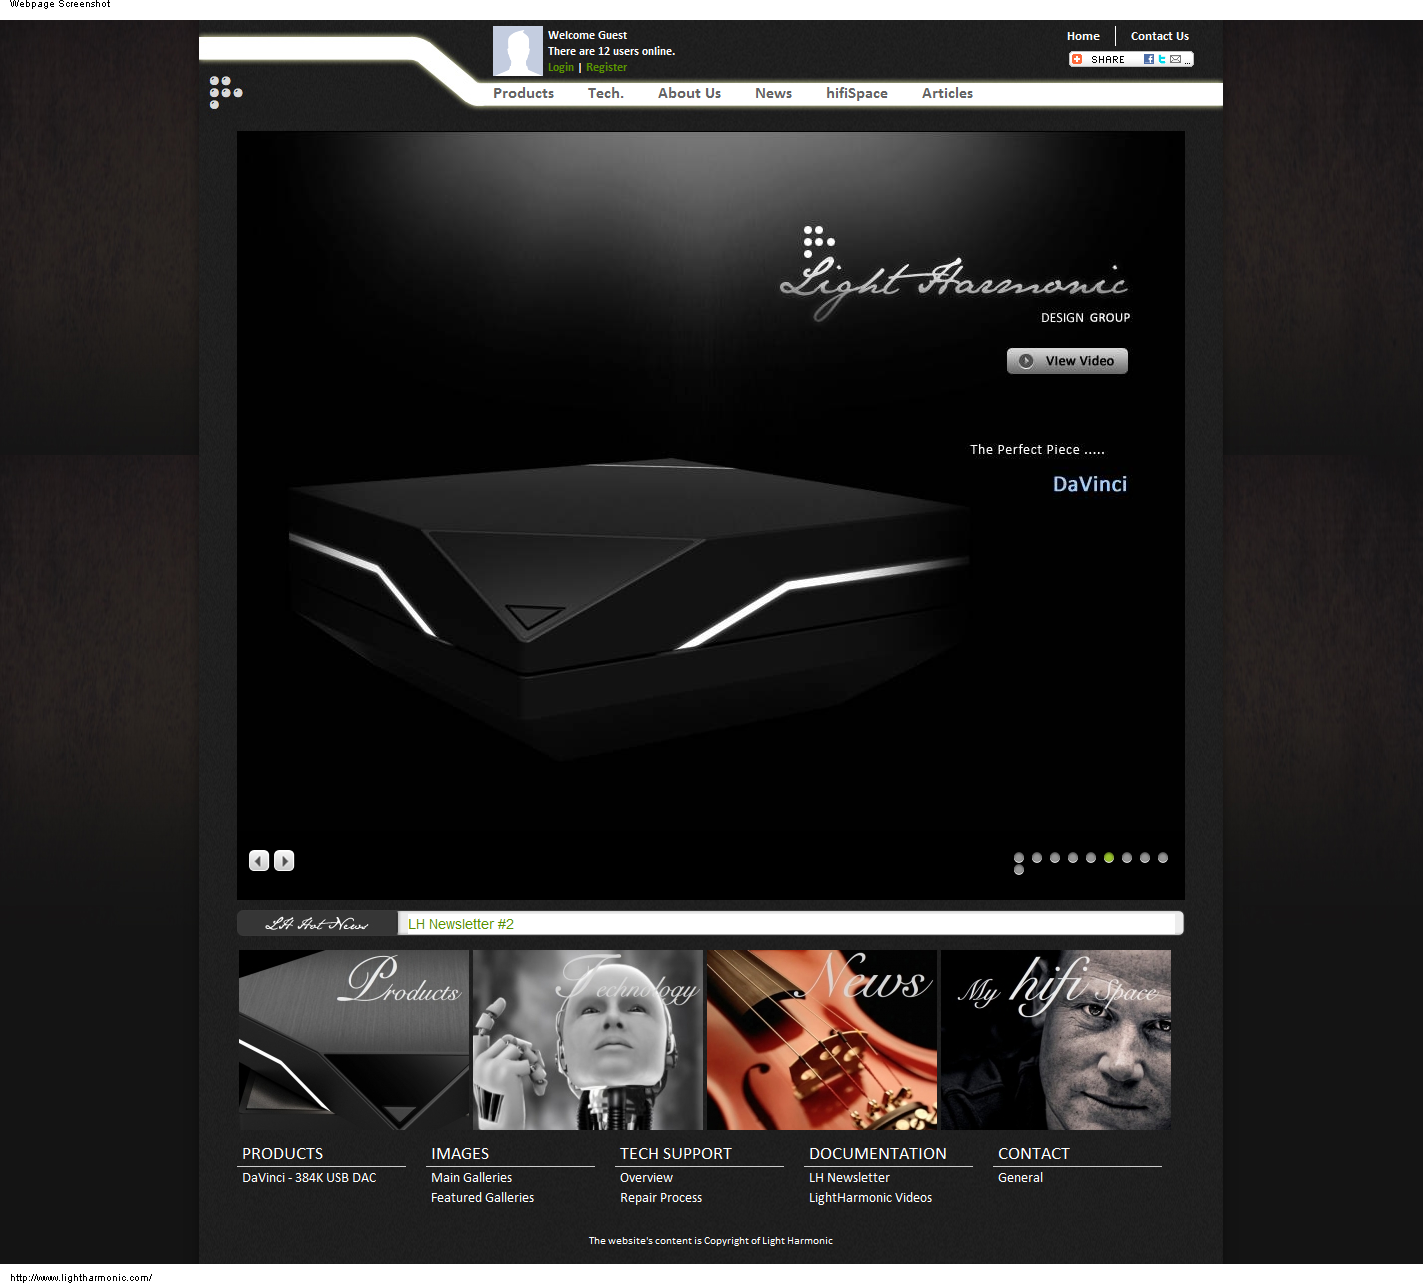 Webpage Screenshot
Welcome Guest
There are 12 users online.
Login | Register
Home
Contact Us
SHARE
...
Products
Tech.
About Us
News
hifiSpace
Articles
Light Harmonic
DESIGN GROUP
VIew Video
The Perfect Piece .....
DaVinci
LH Hot News
LH Newsletter #2
Products
Technology
News
My hifi Space
PRODUCTS
DaVinci - 384K USB DAC
IMAGES
Main Galleries
Featured Galleries
TECH SUPPORT
Overview
Repair Process
DOCUMENTATION
LH Newsletter
LightHarmonic Videos
CONTACT
General
The website's content is Copyright of Light Harmonic
http://www.lightharmonic.com/